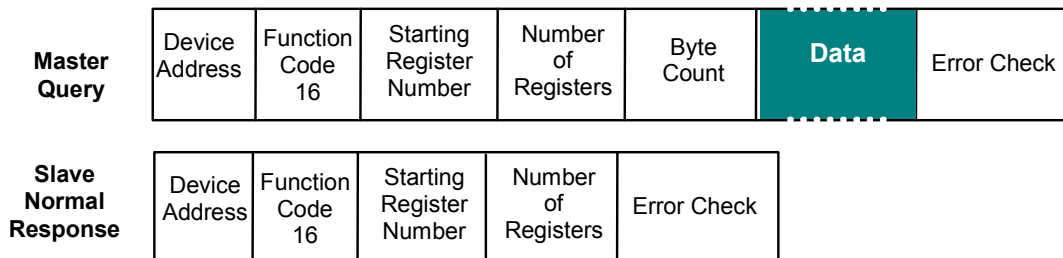 Master
Query
Device
Address
Function
Code
16
Starting
Register
Number
Number
of
Registers
Byte
Count
Data
Error Check
Slave
Normal
Response
Device
Address
Function
Code
16
Starting
Register
Number
Number
of
Registers
Error Check